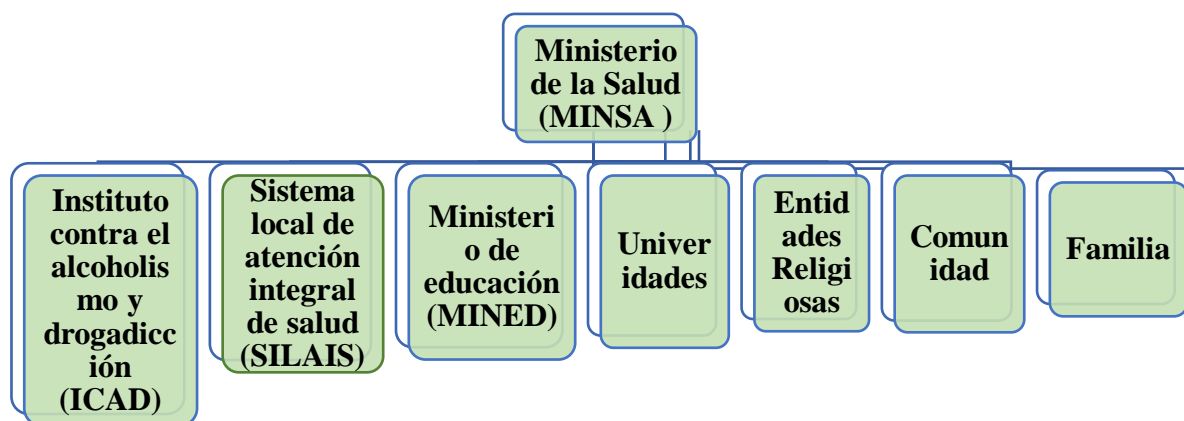 Ministerio
de la Salud
(MINSA )
Instituto
contra el
alcoholis
mo y
drogadicc
ión
(ICAD)
Sistema
local de
atención
integral
de salud
(SILAIS)
Ministeri
o de
educación
(MINED)
Univer
idades
Entid
ades
Religi
osas
Comun
idad
Familia